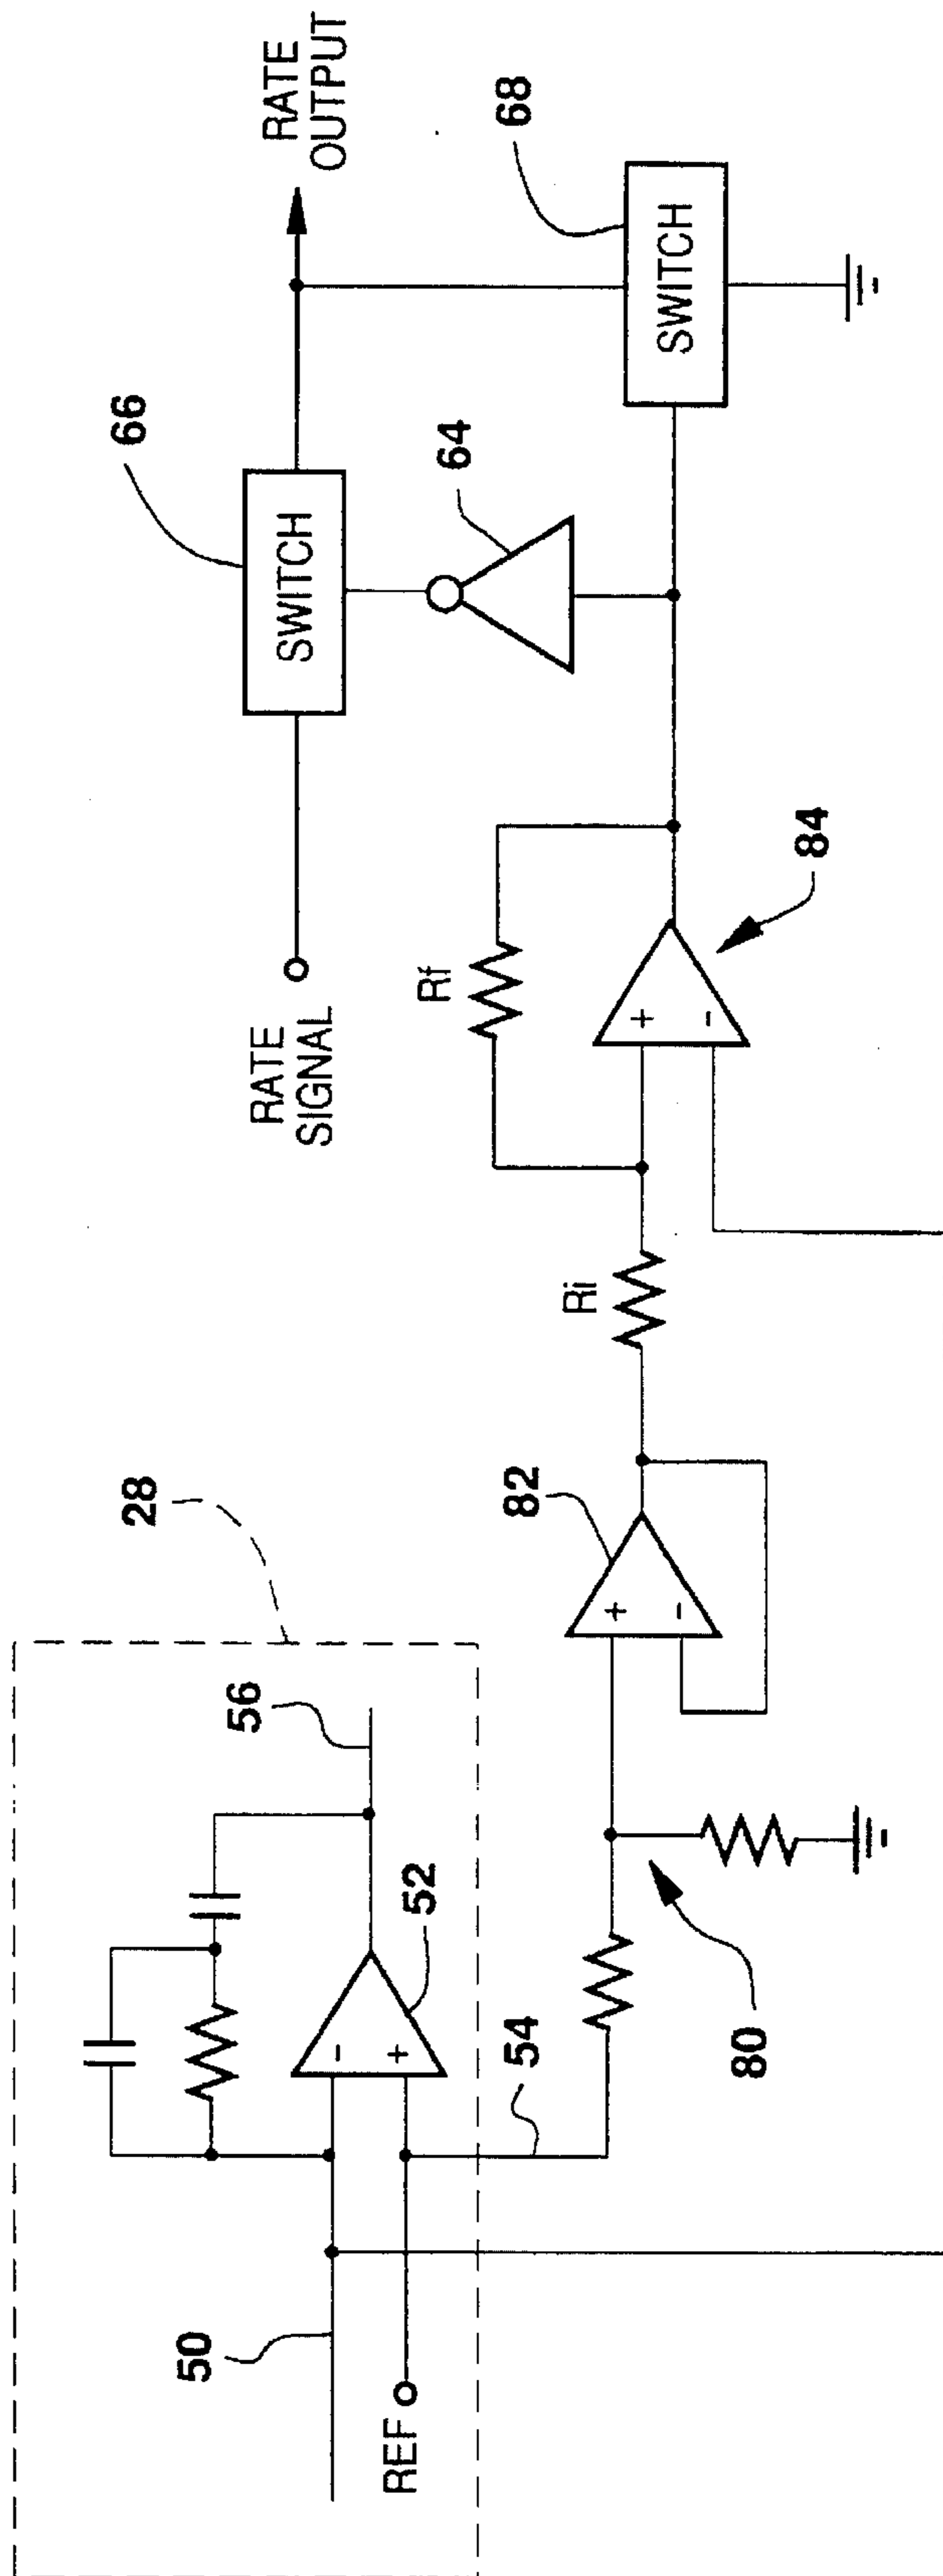 28
50
REF
56
52
54
80
82
Ri
Rf
84
RATE
SIGNAL
66
SWITCH
64
RATE
OUTPUT
68
SWITCH
-
+
+
-
+
-